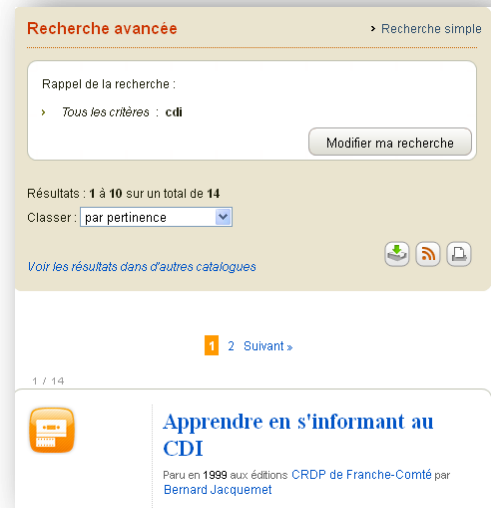 Recherche avancée
› Recherche simple
Rappel de la recherche :
› Tous les critères : cdi
Modifier ma recherche
Résultats : 1 à 10 sur un total de 14
Classer : par pertinence
Voir les résultats dans d'autres catalogues
1 2 Suivant »
1 / 14
Apprendre en s'informant au
CDI
Paru en 1999 aux éditions CRDP de Franche-Comté par
Bernard Jacquemet